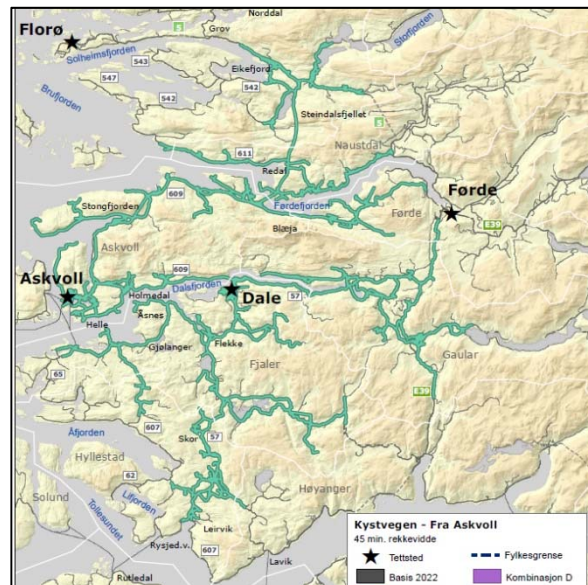 Norddal
Florø
Grov
5
Storfjorden
Solheimsfjorden
543
Eikefjord
547
542
542
Brufjorden
Steindalsfjellet
5
Naustdal
611
Redal
Førde
609
Stongfjorden
Førdefjorden
Førde
E39
Blæja
Askvoll
Askvoll
609
Dalsfjorden
Holmedal
Dale
57
Åsnes
Helle
Gjølanger
Flekke
Gaular
Fjaler
65
E39
607
Skor
57
Åfjorden
Hyllestad
62
Lifjorden
Høyanger
Solund
Tollesundet
Leirvik
Rysjed.v.
607
Lavik
Rutledal
Kystvegen - Fra Askvoll
45 min. rekkevidde
Tettsted
Fylkesgrense
Basis 2022
Kombinasjon D